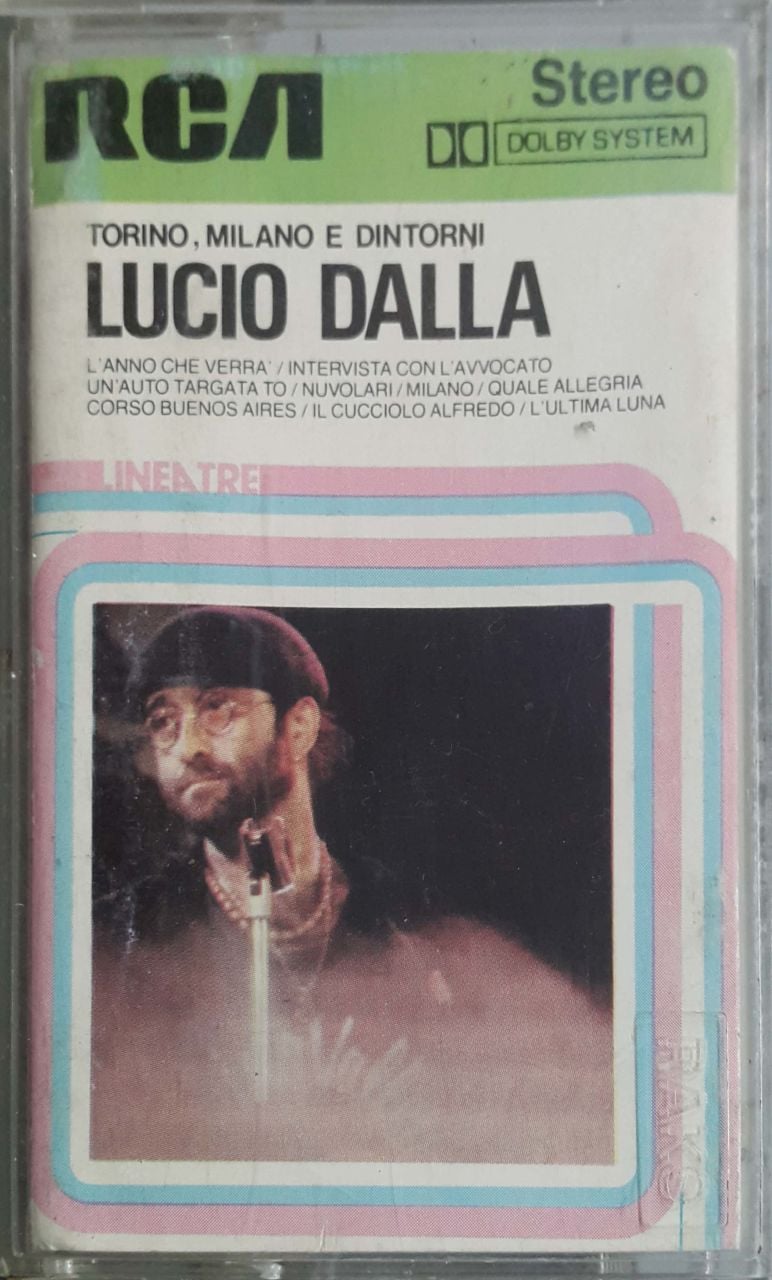 RCA
Stereo
DOLBY SYSTEM
TORINO, MILANO E DINTORNI
LUCIO DALLA
L'ANNO CHE VERRA' / INTERVISTA CON L'AVVOCATO
UN'AUTO TARGATA TO / NUVOLARI / MILANO / QUALE ALLEGRIA
CORSO BUENOS AIRES / IL CUCCIOLO ALFREDO / L'ULTIMA LUNA
LINEATRE